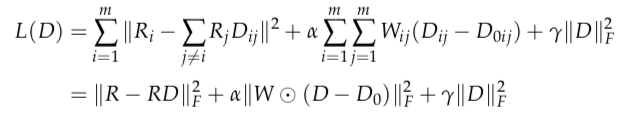 L(D) = \sum_{i=1}^{m} \|R_i - \sum_{j \neq i} R_j D_{ij}\|^2 + \alpha \sum_{i=1}^{m} \sum_{j=1}^{m} W_{ij}(D_{ij} - D_{0ij}) + \gamma \|D\|_F^2
= \|R - RD\|_F^2 + \alpha \|W \odot (D - D_0)\|_F^2 + \gamma \|D\|_F^2